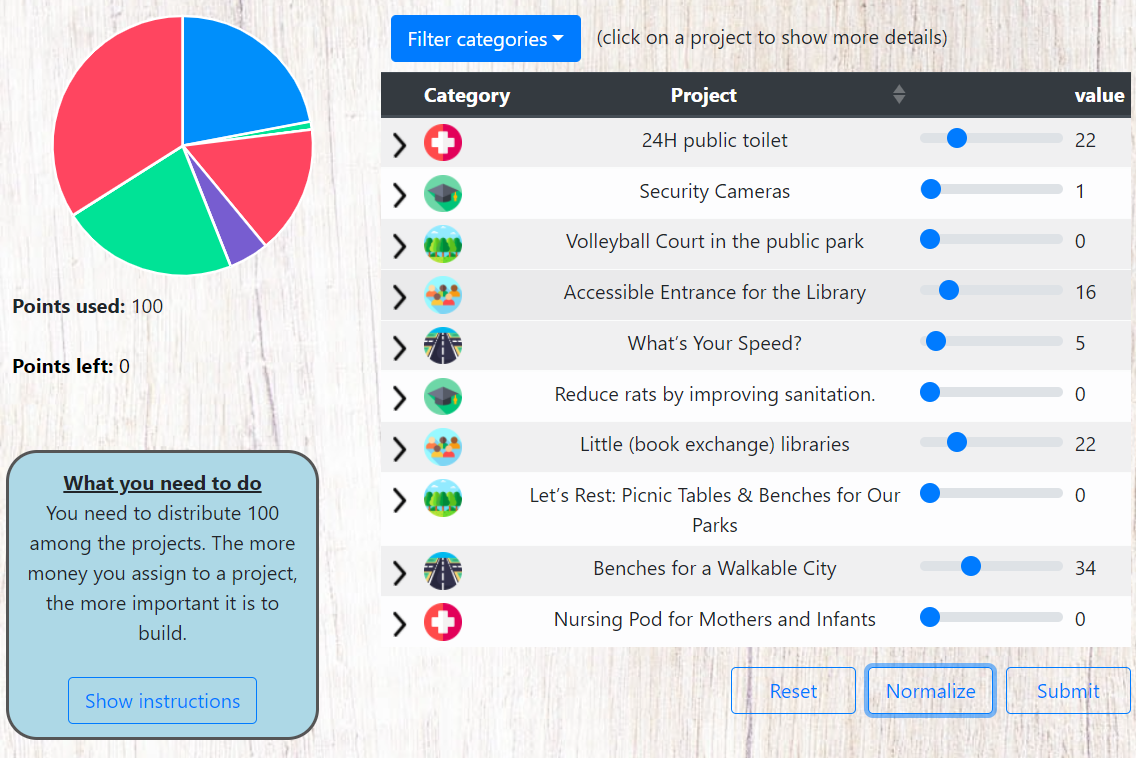 Filter categories (click on a project to show more details)
Category Project value
24H public toilet 22
Security Cameras 1
Volleyball Court in the public park 0
Accessible Entrance for the Library 16
What’s Your Speed? 5
Reduce rats by improving sanitation. 0
Little (book exchange) libraries 22
Let’s Rest: Picnic Tables & Benches for Our 0
Parks
Benches for a Walkable City 34
Nursing Pod for Mothers and Infants 0
Reset Normalize Submit
Points used: 100
Points left: 0
What you need to do
You need to distribute 100
among the projects. The more
money you assign to a project,
the more important it is to
build.
Show instructions